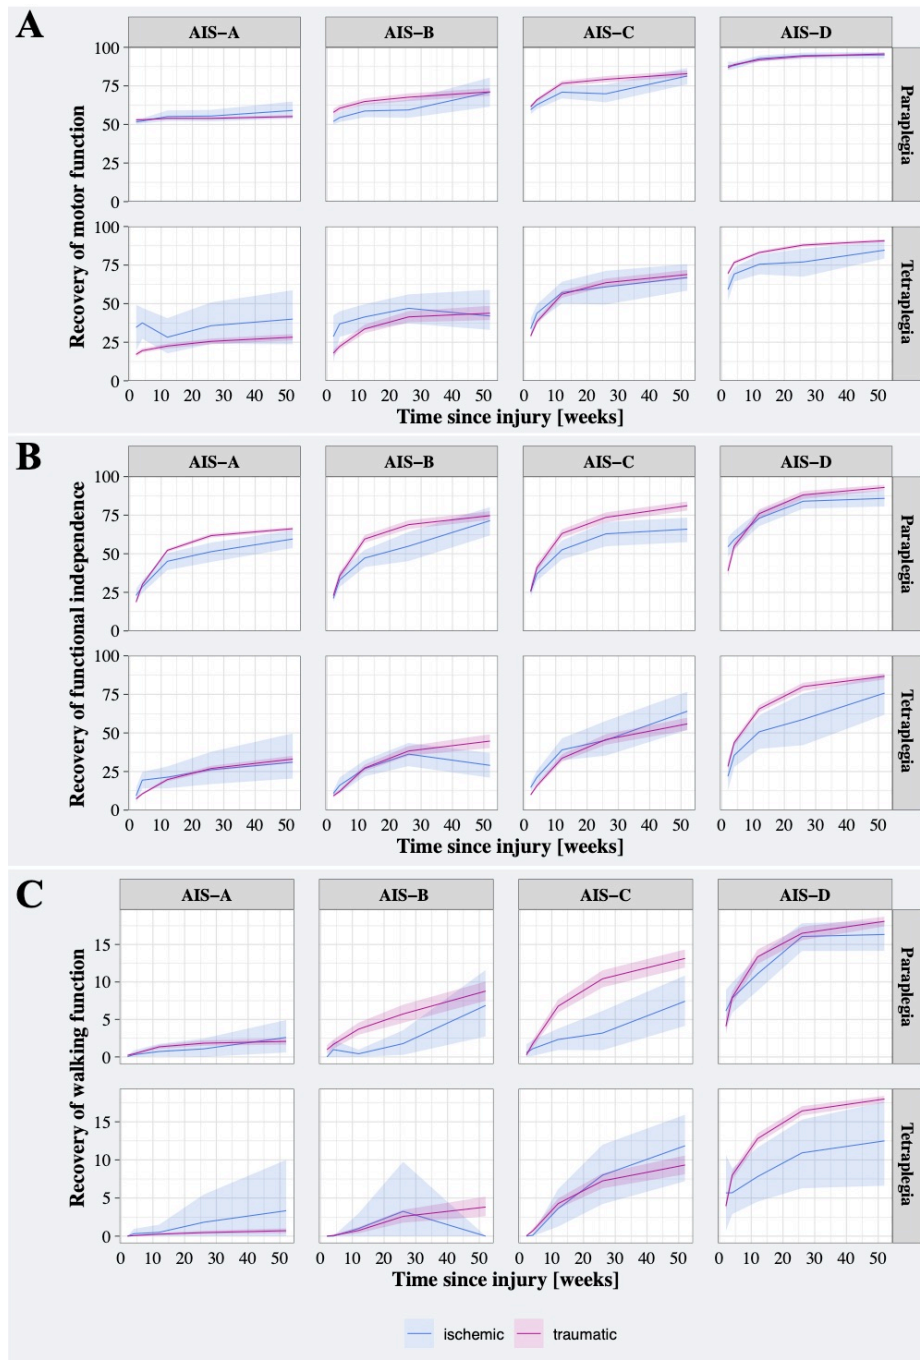 A
AIS–A AIS–B AIS–C AIS–D
Recovery of motor function
100
75
50
25
0
Paraplegia
100
75
50
25
0
Tetraplegia
0 10 20 30 40 50 0 10 20 30 40 50 0 10 20 30 40 50 0 10 20 30 40 50
Time since injury [weeks]
B
AIS–A AIS–B AIS–C AIS–D
Recovery of functional independence
100
75
50
25
0
Paraplegia
100
75
50
25
0
Tetraplegia
0 10 20 30 40 50 0 10 20 30 40 50 0 10 20 30 40 50 0 10 20 30 40 50
Time since injury [weeks]
C
AIS–A AIS–B AIS–C AIS–D
Recovery of walking function
15
10
5
0
Paraplegia
15
10
5
0
Tetraplegia
0 10 20 30 40 50 0 10 20 30 40 50 0 10 20 30 40 50 0 10 20 30 40 50
Time since injury [weeks]
ischemic traumatic